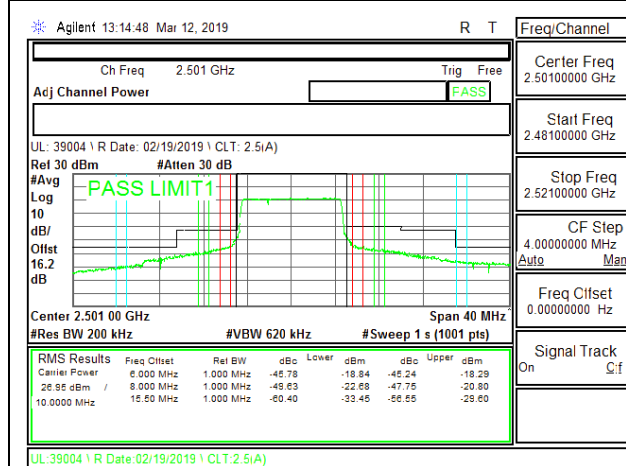 Agilent 13:14:48 Mar 12, 2019 R T
Freq/Channel
Ch Freq 2.501 GHz Trig Free
Adj Channel Power PASS
Center Freq
2.50100000 GHz
Start Freq
2.48100000 GHz
Stop Freq
2.52100000 GHz
CF Step
4.00000000 MHz
Auto Man
Freq Offset
0.00000000 Hz
Signal Track
On Off
UL: 39004 \ R Date: 02/19/2019 \ CLT: 2.5(A)
Ref 30 dBm #Atten 30 dB
#Avg
Log
10
dB/
Offst
16.2
dB
PASS LIMIT1
Center 2.501 00 GHz Span 40 MHz
#Res BW 200 kHz #VBW 620 kHz #Sweep 1 s (1001 pts)
RMS Results Freq Offset Ref BW dBc Lower dBm dBc Upper dBm
Carrier Power 6.000 MHz 1.000 MHz -45.78 -18.84 -45.24 -18.29
26.95 dBm / 8.000 MHz 1.000 MHz -49.63 -22.68 -47.75 -20.80
10.0000 MHz 15.50 MHz 1.000 MHz -60.40 -33.45 -56.55 -29.60
UL:39004 \ R Date:02/19/2019 \ CLT:2.5(A)